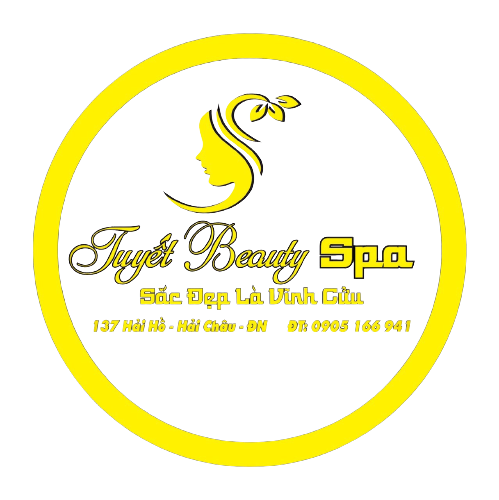 Tuyết Beauty Spa
Sắc Đẹp Là Vĩnh Cửu
137 Hải Hồ - Hải Châu - ĐN ĐT: 0905 166 941